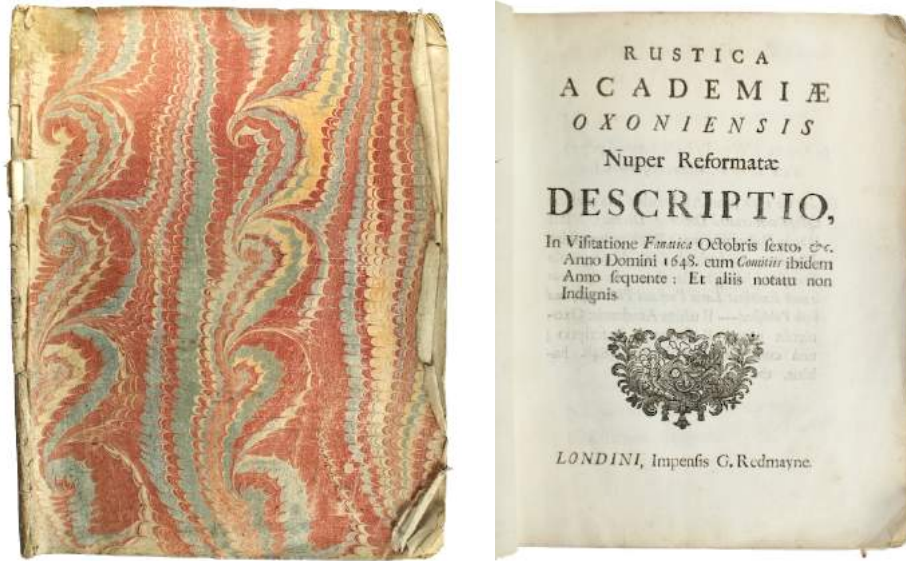 RUSTICA
ACADEMIÆ
OXONIENSIS
Nuper Reformatæ
DESCRIPTIO,
In Viſitatione Fanatica Octobris ſexto, &c.
Anno Domini 1648. cum Comitiis ibidem
Anno ſequente : Et aliis notatu non
Indignis
LONDINI, Impenſis G. Redmayne.